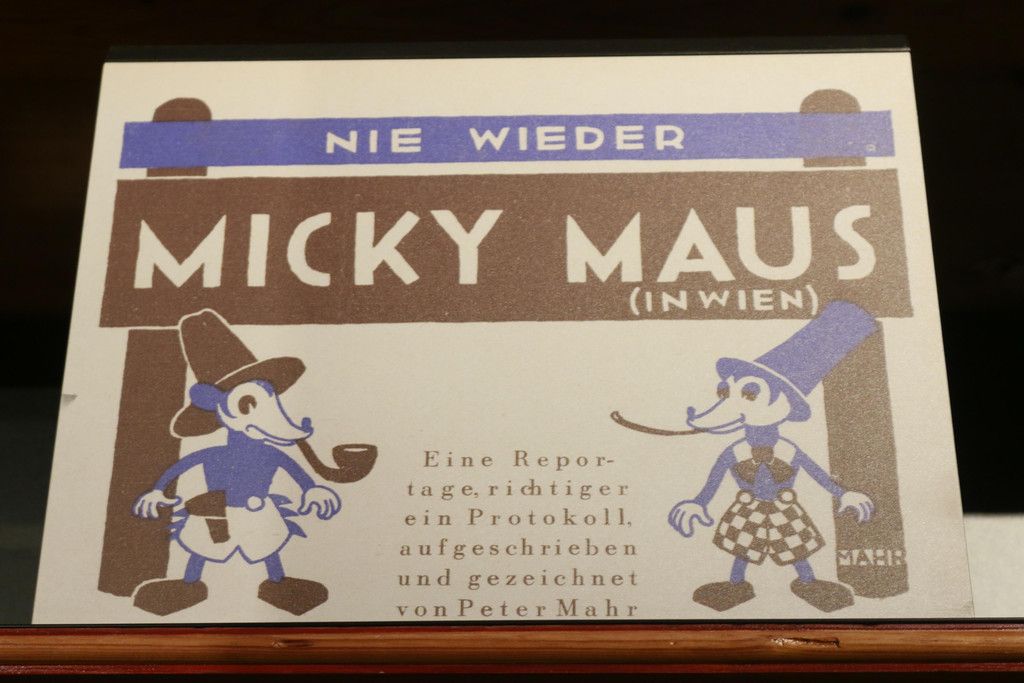 NIE WIEDER
MICKY MAUS
(IN WIEN)
Eine Repor-
tage, richtiger
ein Protokoll,
aufgeschrieben
und gezeichnet
von Peter Mahr
MAHR